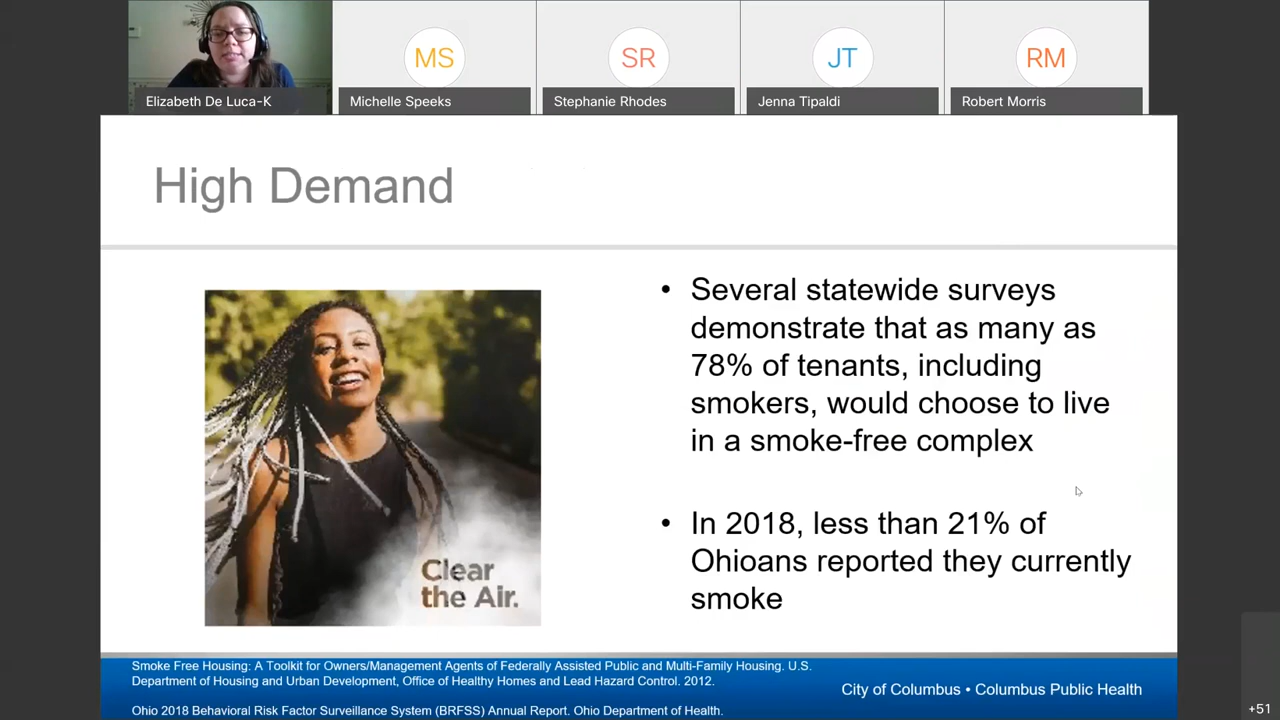 MS
SR
JT
RM
Elizabeth De Luca-K
Michelle Speeks
Stephanie Rhodes
Jenna Tipaldi
Robert Morris
High Demand
• Several statewide surveys
demonstrate that as many as
78% of tenants, including
smokers, would choose to live
in a smoke-free complex
• In 2018, less than 21% of
Ohioans reported they currently
smoke
Clear
the Air.
Smoke Free Housing: A Toolkit for Owners/Management Agents of Federally Assisted Public and Multi-Family Housing. U.S.
Department of Housing and Urban Development, Office of Healthy Homes and Lead Hazard Control. 2012.
Ohio 2018 Behavioral Risk Factor Surveillance System (BRFSS) Annual Report. Ohio Department of Health.
City of Columbus • Columbus Public Health
+51